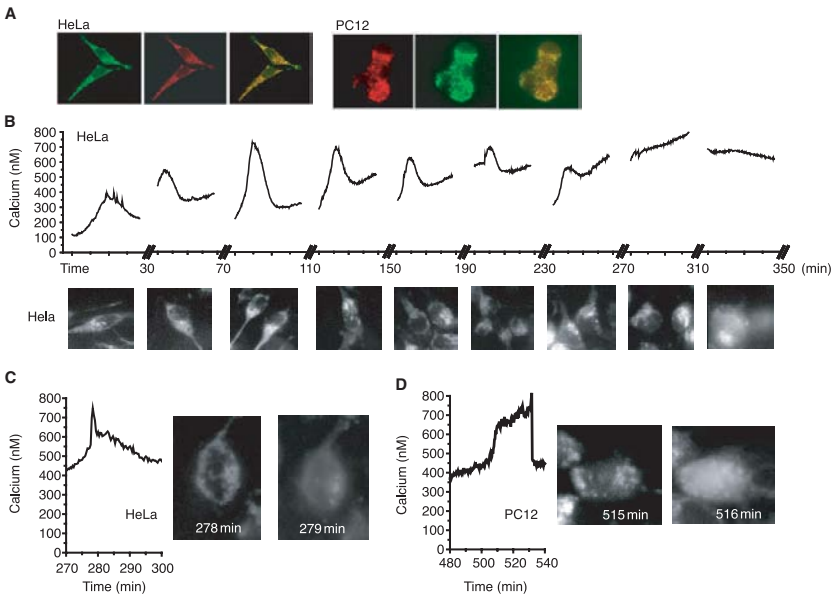 A
HeLa
PC12
B
HeLa
Calcium (nM)
800
700
600
500
400
300
200
100
0
Time
30
70
110
150
190
230
270
310
350
(min)
Hela
C
Calcium (nM)
800
700
600
500
400
300
200
100
0
HeLa
270
280
290
300
Time (min)
278 min
279 min
D
Calcium (nM)
800
700
600
500
400
300
200
100
0
PC12
480
500
520
540
Time (min)
515 min
516 min